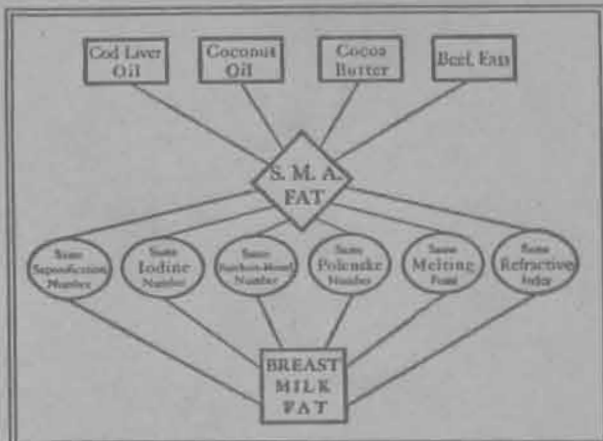 Cod Liver
Oil
Coconut
Oil
Cocoa
Butter
Beef Fats
S. M. A.
FAT
Same
Saponification
Number
Same
Iodine
Number
Same
Number
Same
Polenske
Number
Same
Melting
Point
Same
Refractive
Index
BREAST
MILK
FAT